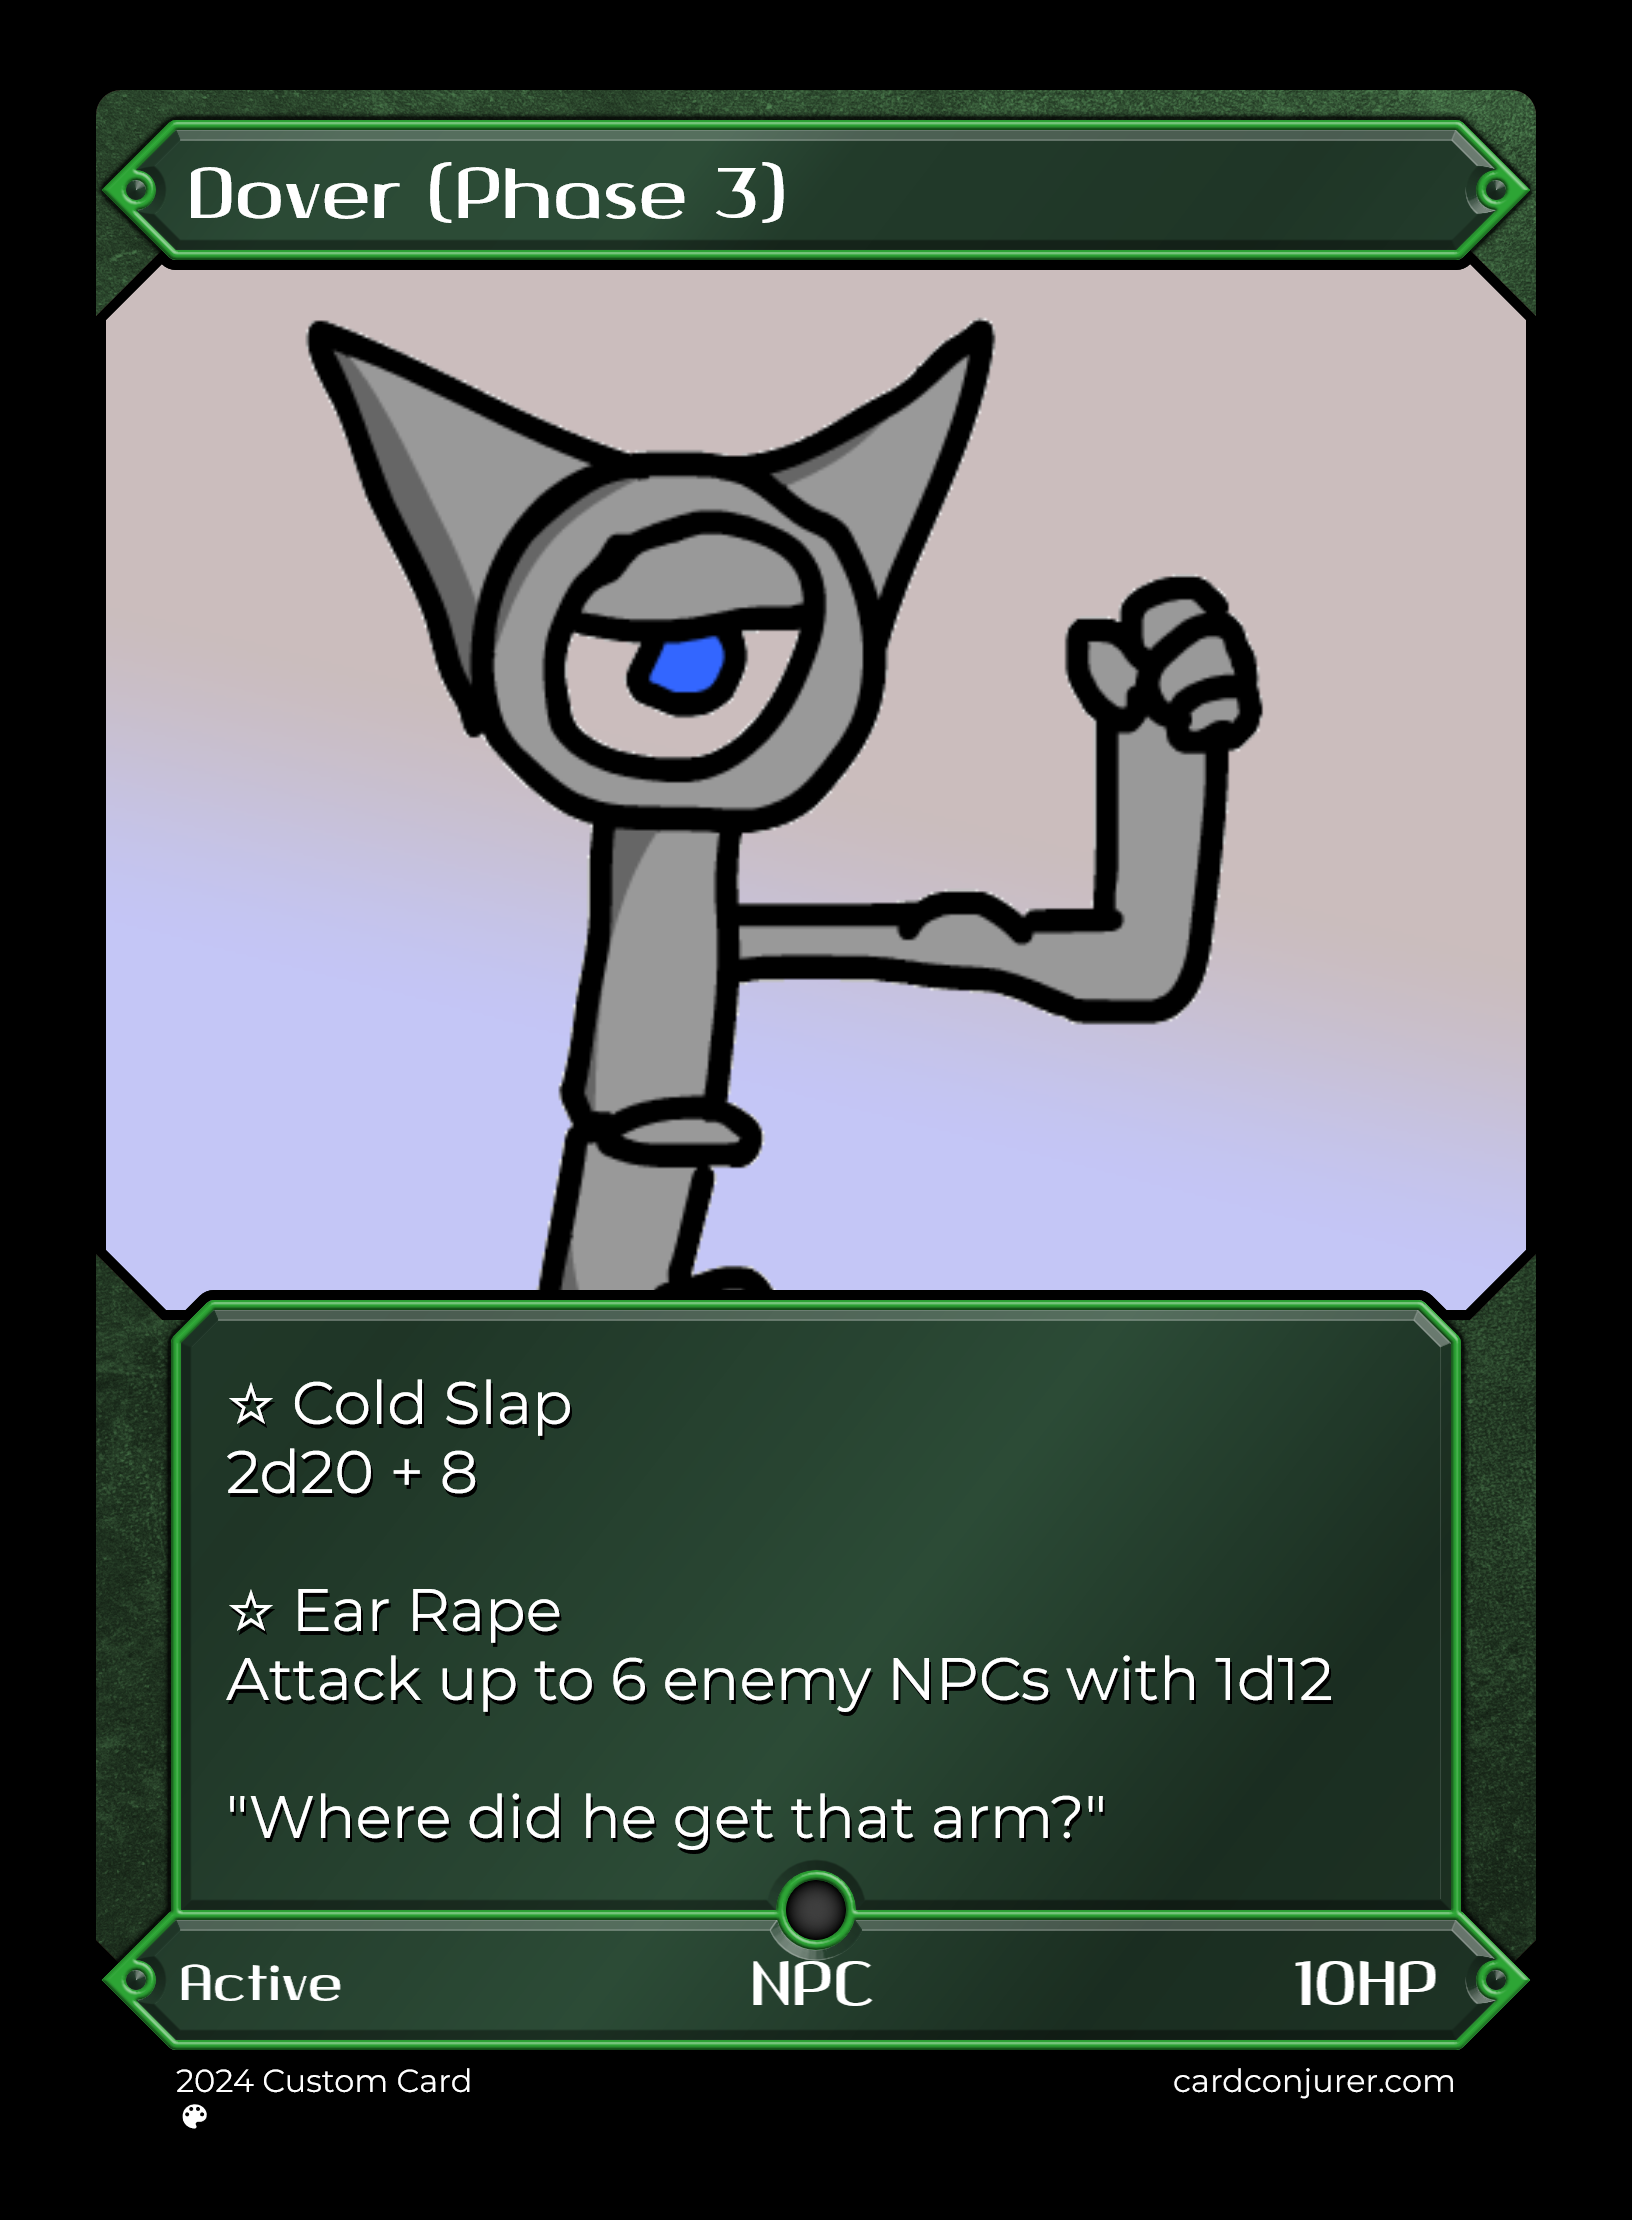 Dover (Phase 3)
☆ Cold Slap
2d20 + 8
☆ Ear Rape
Attack up to 6 enemy NPCs with 1d12
"Where did he get that arm?"
Active NPC 10HP
2024 Custom Card cardconjurer.com